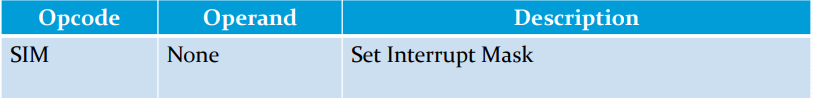 Opcode Operand Description
SIM None Set Interrupt Mask